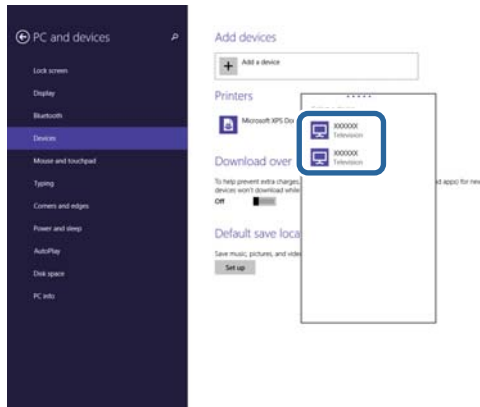 PC and devices
Lock screen
Display
Bluetooth
Devices
Mouse and touchpad
Typing
Corners and edges
Power and sleep
AutoPlay
Disk space
PC info
Add devices
Add a device
Printers
Microsoft XPS Do
Download over
To help prevent extra charges,
d apps) for new
devices won't download while
Off
Default save loca
Save music, pictures, and vide
Set up
XXXXXX
Television
XXXXXX
Television